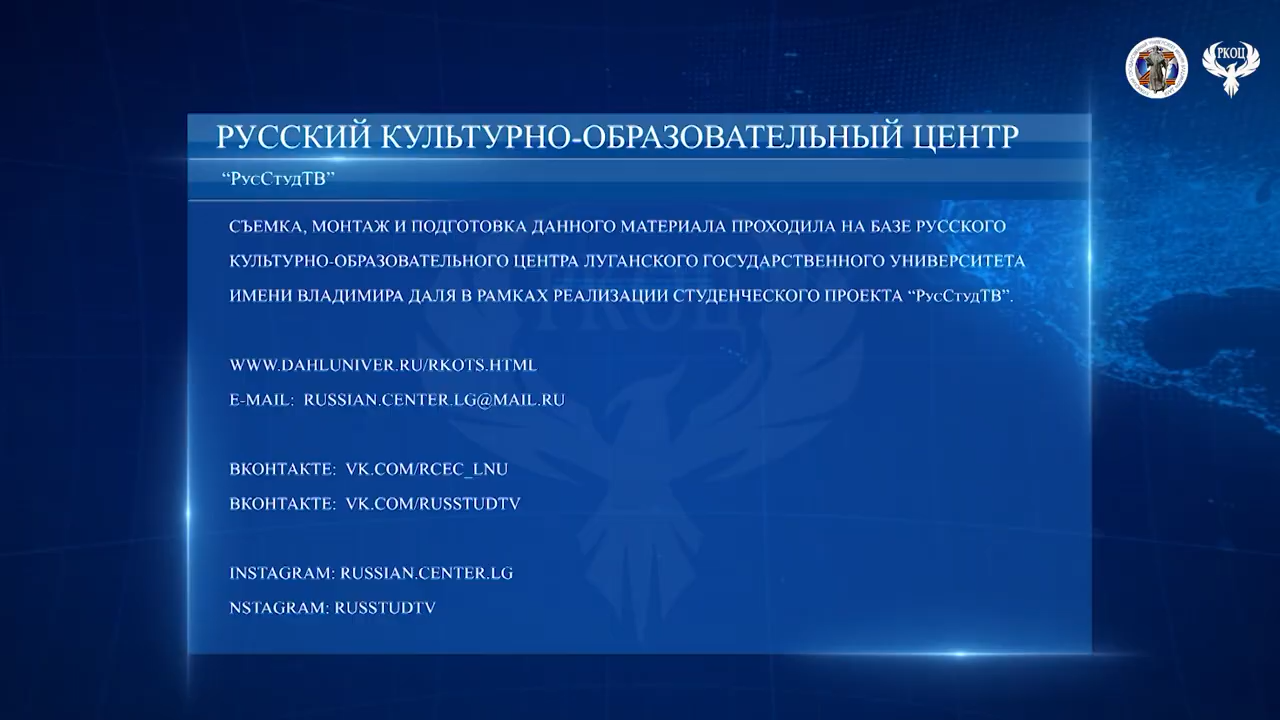 РКОЦ
РУССКИЙ КУЛЬТУРНО-ОБРАЗОВАТЕЛЬНЫЙ ЦЕНТР
“РусСтудТВ”
СЪЕМКА, МОНТАЖ И ПОДГОТОВКА ДАННОГО МАТЕРИАЛА ПРОХОДИЛА НА БАЗЕ РУССКОГО
КУЛЬТУРНО-ОБРАЗОВАТЕЛЬНОГО ЦЕНТРА ЛУГАНСКОГО ГОСУДАРСТВЕННОГО УНИВЕРСИТЕТА
ИМЕНИ ВЛАДИМИРА ДАЛЯ В РАМКАХ РЕАЛИЗАЦИИ СТУДЕНЧЕСКОГО ПРОЕКТА “РусСтудТВ”.
РКОЦ
WWW.DAHLUNIVER.RU/RKOTS.HTML
E-MAIL: RUSSIAN.CENTER.LG@MAIL.RU
ВКОНТАКТЕ: VK.COM/RCEC_LNU
ВКОНТАКТЕ: VK.COM/RUSSTUDTV
INSTAGRAM: RUSSIAN.CENTER.LG
NSTAGRAM: RUSSTUDTV